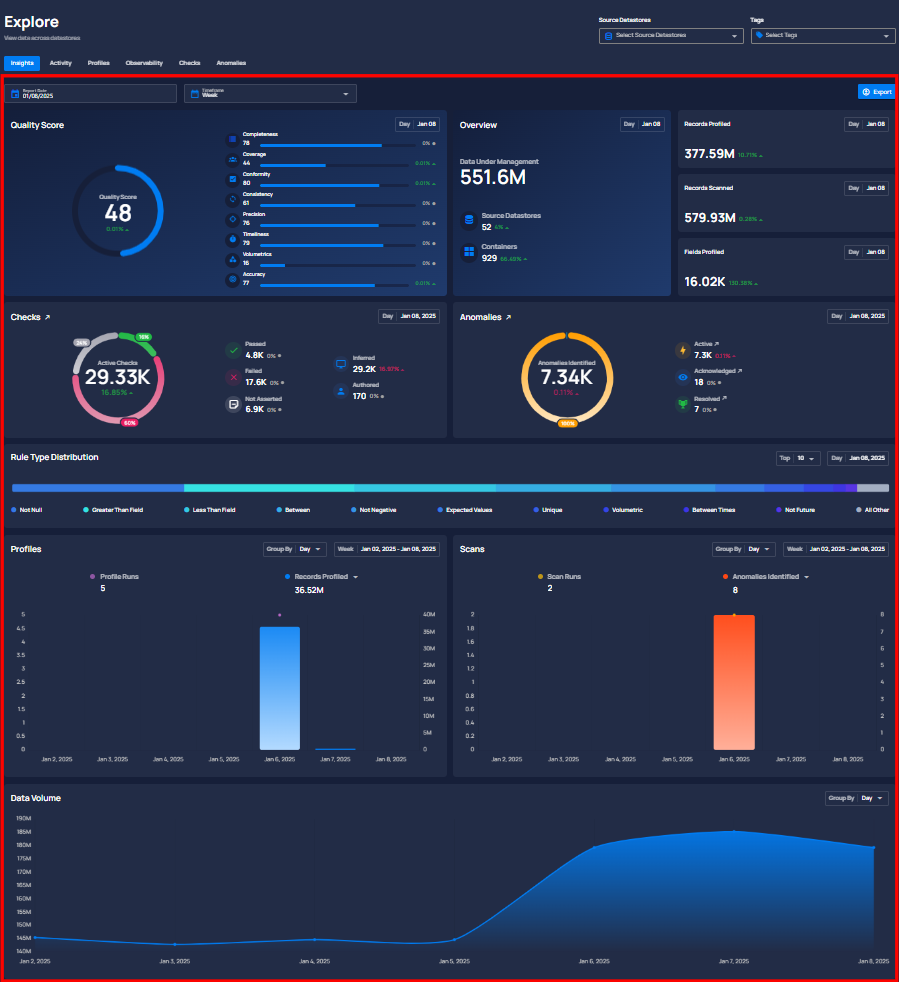 Explore
View data across datastores
Source Datastores
Select Source Datastores
Tags
Select Tags
Insights Activity Profiles Observability Checks Anomalies
Report Date
01/08/2025
Timeframe
Week
Export
Quality Score
Day Jan 08
Quality Score
48
0.01%
Completeness
78 0%
Coverage
44 0.01%
Conformity
80 0.01%
Consistency
61 0%
Precision
76 0%
Timeliness
79 0%
Volumetrics
16 0%
Accuracy
77 0.01%
Overview
Day Jan 08
Data Under Management
551.6M
Source Datastores
52 6%
Containers
929 66.48%
Records Profiled
Day Jan 08
377.59M 10.71%
Records Scanned
Day Jan 08
579.93M 0.28%
Fields Profiled
Day Jan 08
16.02K 130.38%
Checks
Day Jan 08, 2025
24%
16%
Active Checks
29.33K
16.85%
60%
Passed
4.8K 0%
Failed
17.6K 0%
Not Asserted
6.9K 0%
Inferred
29.2K
Authored
170 0%
Anomalies
Day Jan 08, 2025
Anomalies Identified
7.34K
0.11%
100%
Active
7.3K 0.11%
Acknowledged
18 0%
Resolved
7 0%
Rule Type Distribution
Top 10
Day Jan 08, 2025
Not Null Greater Than Field Less Than Field Between Not Negative Expected Values Unique Volumetric Between Times Not Future All Other
Profiles
Group By Day
Week Jan 02, 2025 - Jan 08, 2025
Profile Runs
5
Records Profiled
36.52M
5
4.5
4
3.5
3
2.5
2
1.5
1
0.5
0
40M
35M
30M
25M
20M
15M
10M
5M
0
Jan 2, 2025 Jan 3, 2025 Jan 4, 2025 Jan 5, 2025 Jan 6, 2025 Jan 7, 2025 Jan 8, 2025
Scans
Group By Day
Week Jan 02, 2025 - Jan 08, 2025
Scan Runs
2
Anomalies Identified
8
2
1.8
1.6
1.4
1.2
1
0.8
0.6
0.4
0.2
0
8
7
6
5
4
3
2
1
0
Jan 2, 2025 Jan 3, 2025 Jan 4, 2025 Jan 5, 2025 Jan 6, 2025 Jan 7, 2025 Jan 8, 2025
Data Volume
Group By Day
190M
185M
180M
175M
170M
165M
160M
155M
150M
145M
140M
Jan 2, 2025 Jan 3, 2025 Jan 4, 2025 Jan 5, 2025 Jan 6, 2025 Jan 7, 2025 Jan 8, 2025